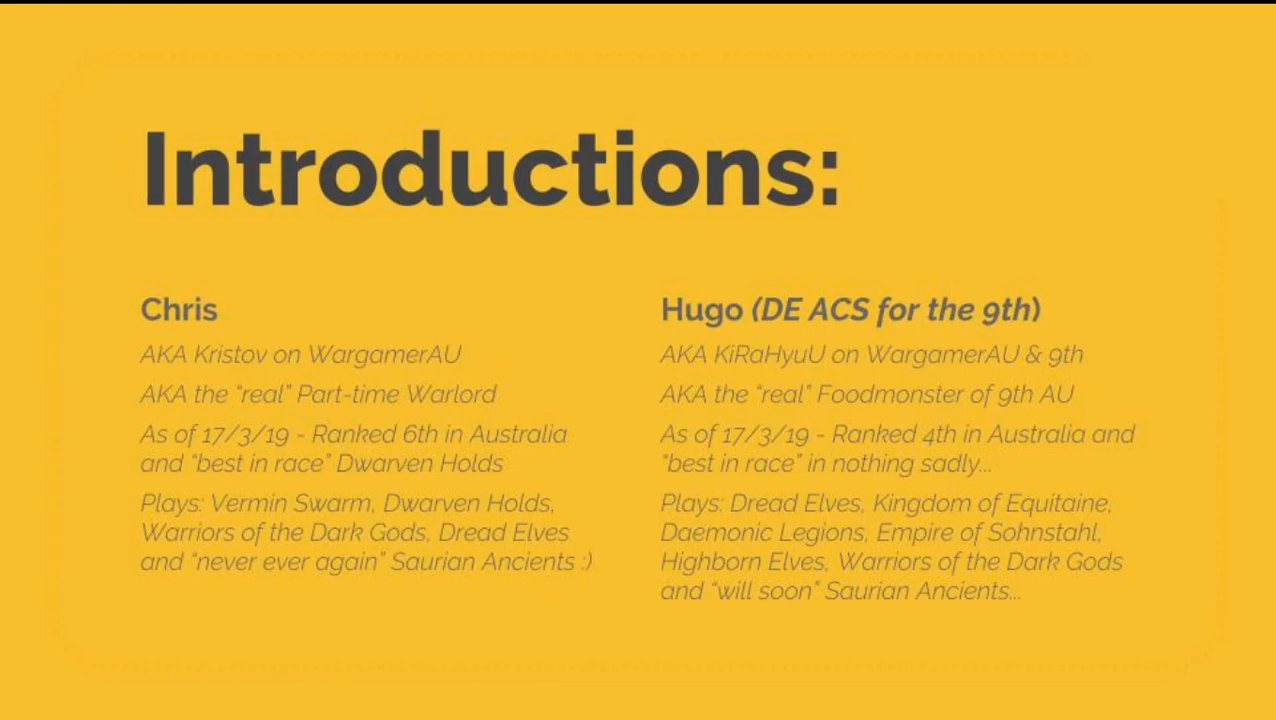 Introductions:
Chris
AKA Kristov on WargamerAU
AKA the “real” Part-time Warlord
As of 17/3/19 - Ranked 6th in Australia
and “best in race” Dwarven Holds
Plays: Vermin Swarm, Dwarven Holds,
Warriors of the Dark Gods, Dread Elves
and “never ever again” Saurian Ancients :)
Hugo (DE ACS for the 9th)
AKA KiRaHyuU on WargamerAU & 9th
AKA the “real” Foodmonster of 9th AU
As of 17/3/19 - Ranked 4th in Australia and
“best in race” in nothing sadly...
Plays: Dread Elves, Kingdom of Equitaine,
Daemonic Legions, Empire of Sohnstahl,
Highborn Elves, Warriors of the Dark Gods
and “will soon” Saurian Ancients...